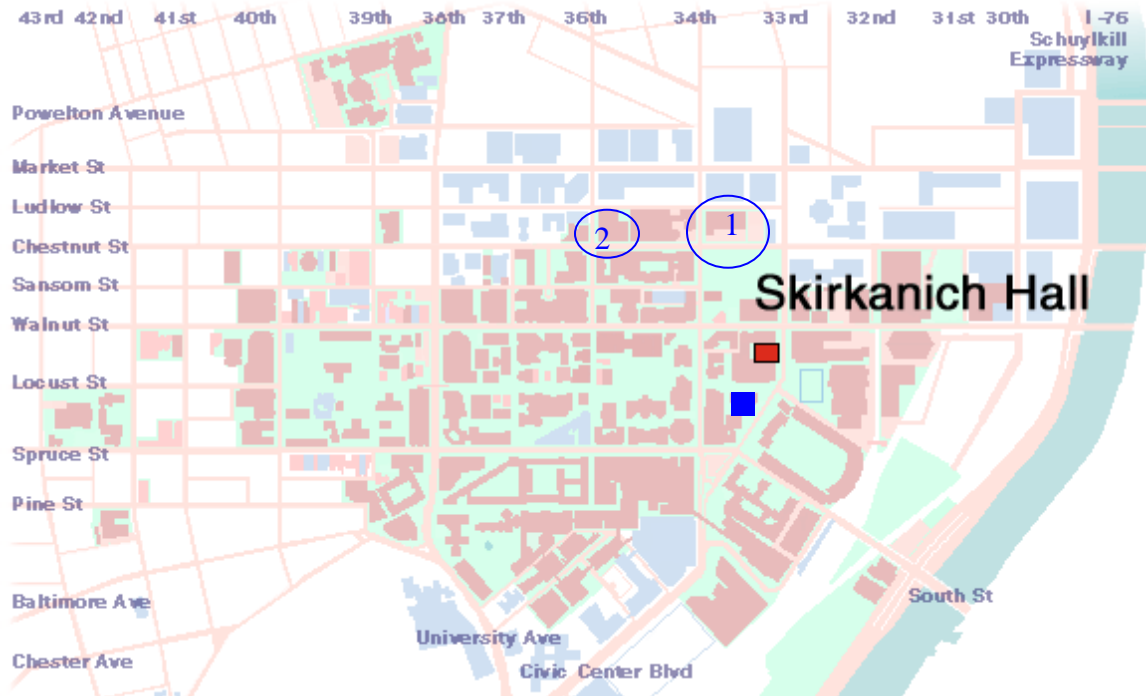 43rd 42nd 41st 40th 39th 38th 37th 36th 34th 33rd 32nd 31st 30th I-76
Schuylkill
Expressway
Powelton Avenue
Market St
Ludlow St
1
2
Chestnut St
Sansom St
Skirkanich Hall
Walnut St
Locust St
Spruce St
Pine St
Baltimore Ave
South St
University Ave
Chester Ave
Civic Center Blvd